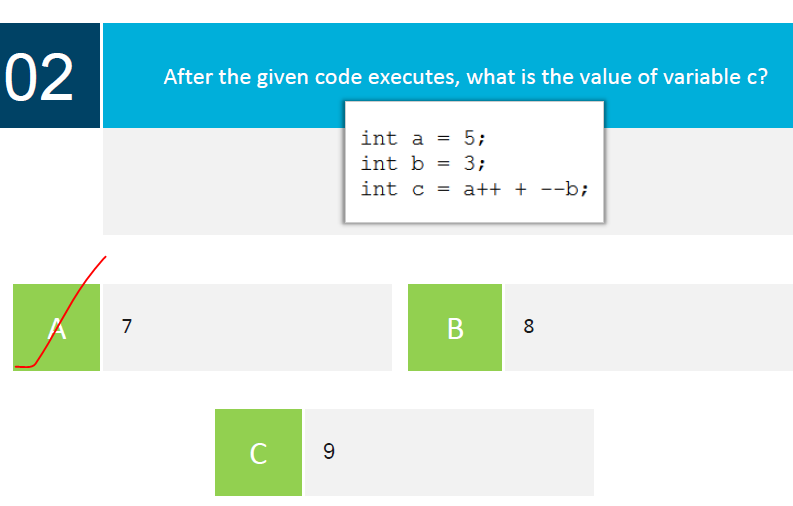 02
After the given code executes, what is the value of variable c?
int a = 5;
int b = 3;
int c = a++ + --b;
A
7
B
8
C
9